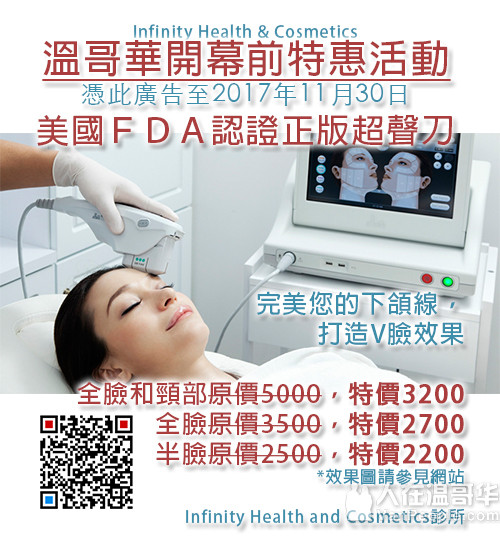 Infinity Health & Cosmetics
溫哥華開幕前特惠活動
憑此廣告至2017年11月30日
美國FDA認證正版超聲刀
完美您的下頜線，
打造V臉效果
全臉和頸部原價5000，特價3200
全臉原價3500，特價2700
半臉原價2500，特價2200
*效果圖請參見網站
人在温哥华
Infinity Health and Cosmetics診所